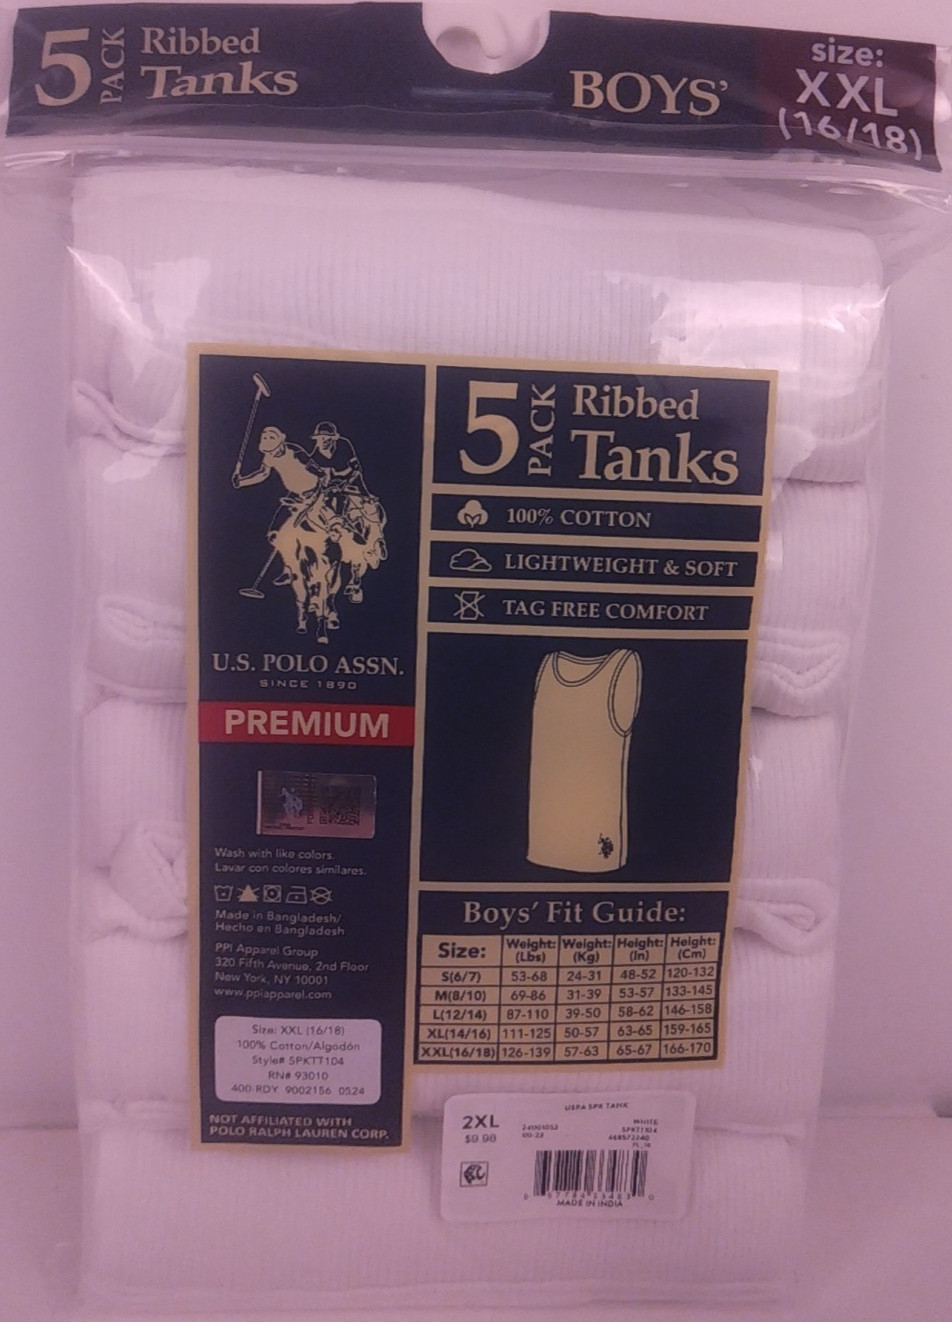 5 PACK Ribbed Tanks
BOYS'
size:
XXL
(16/18)
5 PACK Ribbed Tanks
100% COTTON
LIGHTWEIGHT & SOFT
TAG FREE COMFORT
U.S. POLO ASSN.
SINCE 1890
PREMIUM
Wash with like colors.
Lavar con colores similares.
Made in Bangladesh/
Hecho en Bangladesh
PPI Apparel Group
320 Fifth Avenue, 2nd Floor
New York, NY 10001
www.ppiapparel.com
Size: XXL (16/18)
100% Cotton/Algodón
Style# 5PKTT104
RN# 93010
400-RDY 9002156 0524
NOT AFFILIATED WITH
POLO RALPH LAUREN CORP.
Boys' Fit Guide:
Size: Weight: (Lbs) Weight: (Kg) Height: (In) Height: (Cm)
S(6/7) 53-68 24-31 48-52 120-132
M(8/10) 69-86 31-39 53-57 133-145
L(12/14) 87-110 39-50 58-62 146-158
XL(14/16) 111-125 50-57 63-65 159-165
XXL(16/18) 126-139 57-63 65-67 166-170
USPA 5PK TANK
2XL
$9.98
WHITE
5PKTT104
MADE IN INDIA